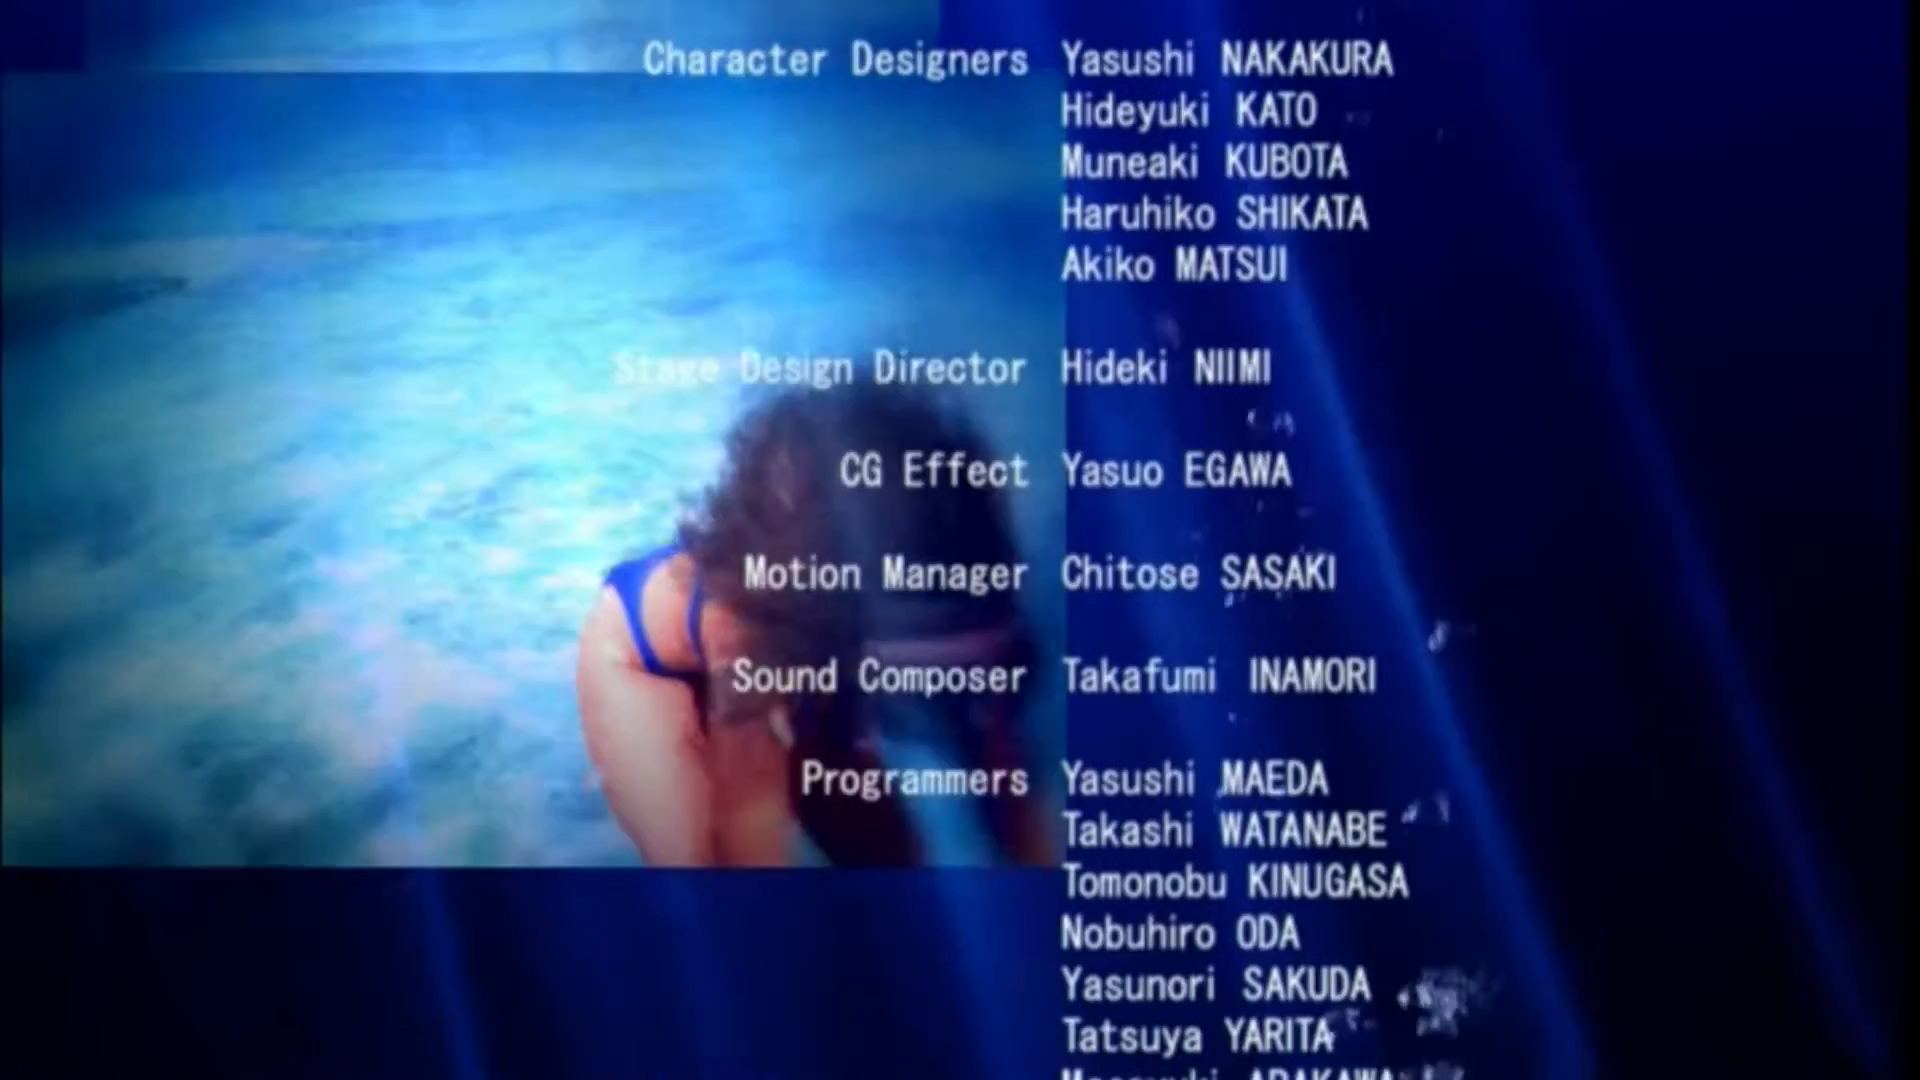 Character Designers Yasushi NAKAKURA
Hideyuki KATO
Muneaki KUBOTA
Haruhiko SHIKATA
Akiko MATSUI
Stage Design Director Hideki NIIMI
CG Effect Yasuo EGAWA
Motion Manager Chitose SASAKI
Sound Composer Takafumi INAMORI
Programmers Yasushi MAEDA
Takashi WATANABE
Tomonobu KINUGASA
Nobuhiro ODA
Yasunori SAKUDA
Tatsuya YARITA